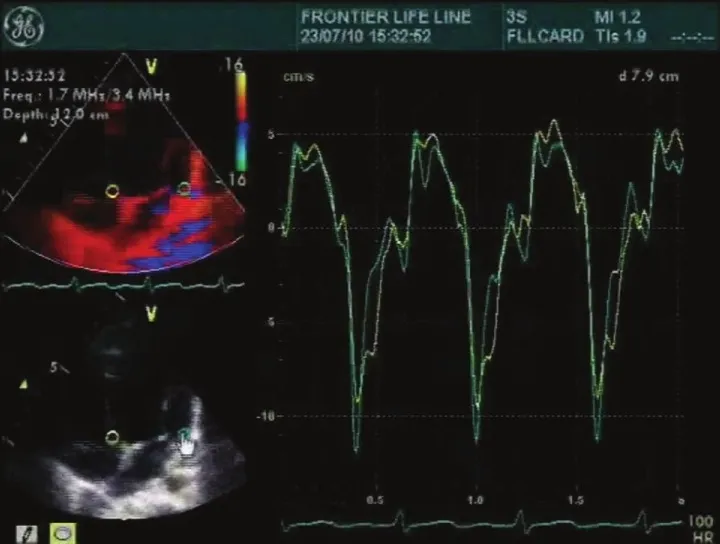 FRONTIER LIFE LINE
23/07/10 15:32:52
3S
FLLCARD
MI 1.2
TIs 1.9
--:--:--
15:32:52
Freq.: 1.7 MHz/3.4 MHz
Depth: 12.0 cm
V
16
-16
5
V
5
cm/s
d 7.9 cm
5
0
-5
-10
0.5
1.0
1.5
s
100
HR